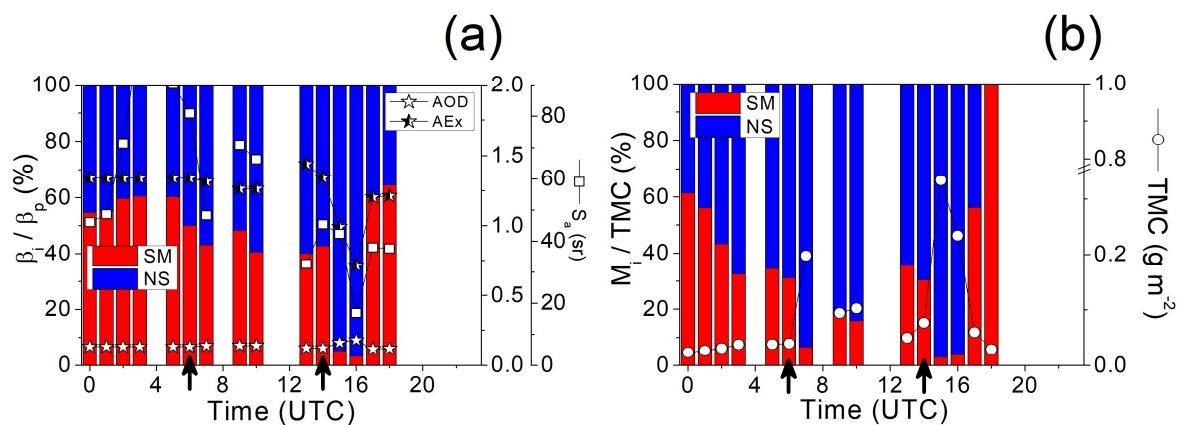 (a)
β_i / β_p (%)
100
80
60
40
20
0
SM
NS
AOD
AEx
2.0
1.5
1.0
0.5
0.0
80
60
40
20
0
S_a (sr)
0 4 8 12 16 20
Time (UTC)
(b)
M_i / TMC (%)
100
80
60
40
20
0
SM
NS
1.0
0.8
0.2
0.0
TMC (g m^-2)
0 4 8 12 16 20
Time (UTC)